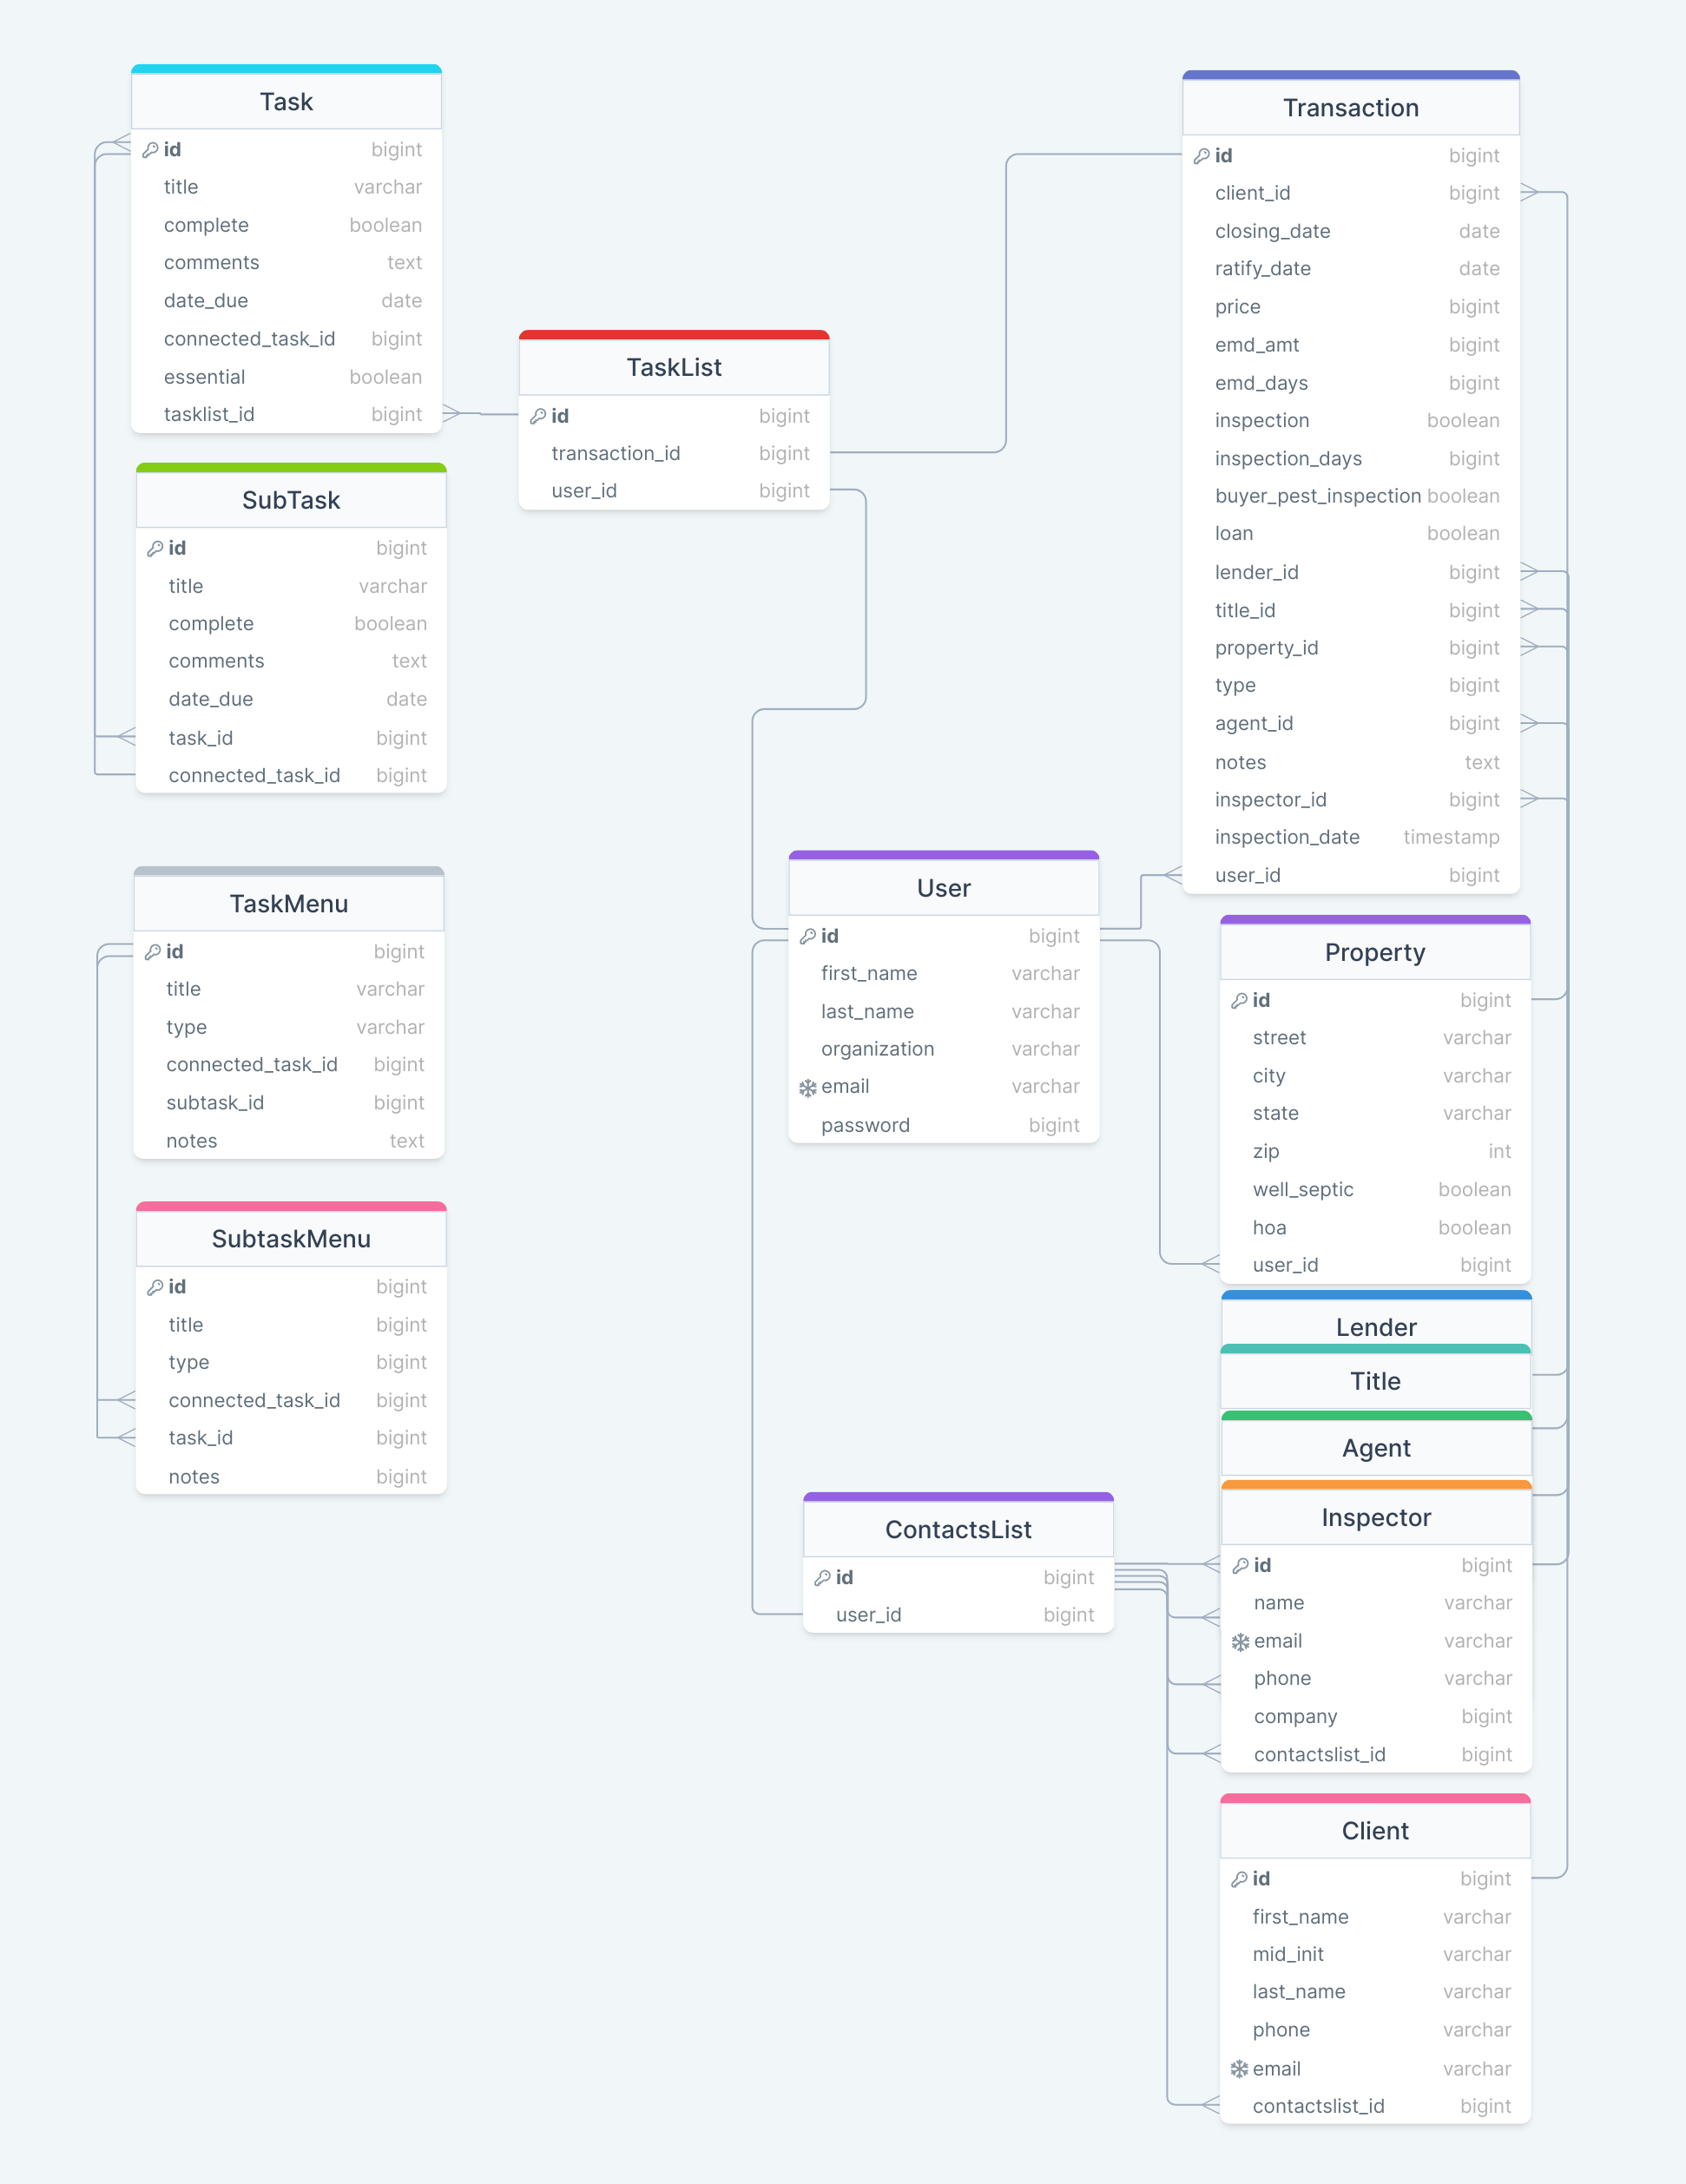 Task
id bigint
title varchar
complete boolean
comments text
date_due date
connected_task_id bigint
essential boolean
tasklist_id bigint
SubTask
id bigint
title varchar
complete boolean
comments text
date_due date
task_id bigint
connected_task_id bigint
TaskMenu
id bigint
title varchar
type varchar
connected_task_id bigint
subtask_id bigint
notes text
SubtaskMenu
id bigint
title bigint
type bigint
connected_task_id bigint
task_id bigint
notes bigint
TaskList
id bigint
transaction_id bigint
user_id bigint
User
id bigint
first_name varchar
last_name varchar
organization varchar
email varchar
password bigint
ContactsList
id bigint
user_id bigint
Transaction
id bigint
client_id bigint
closing_date date
ratify_date date
price bigint
emd_amt bigint
emd_days bigint
inspection boolean
inspection_days bigint
buyer_pest_inspection boolean
loan boolean
lender_id bigint
title_id bigint
property_id bigint
type bigint
agent_id bigint
notes text
inspector_id bigint
inspection_date timestamp
user_id bigint
Property
id bigint
street varchar
city varchar
state varchar
zip int
well_septic boolean
hoa boolean
user_id bigint
Lender
Title
Agent
Inspector
id bigint
name varchar
email varchar
phone varchar
company bigint
contactslist_id bigint
Client
id bigint
first_name varchar
mid_init varchar
last_name varchar
phone varchar
email varchar
contactslist_id bigint